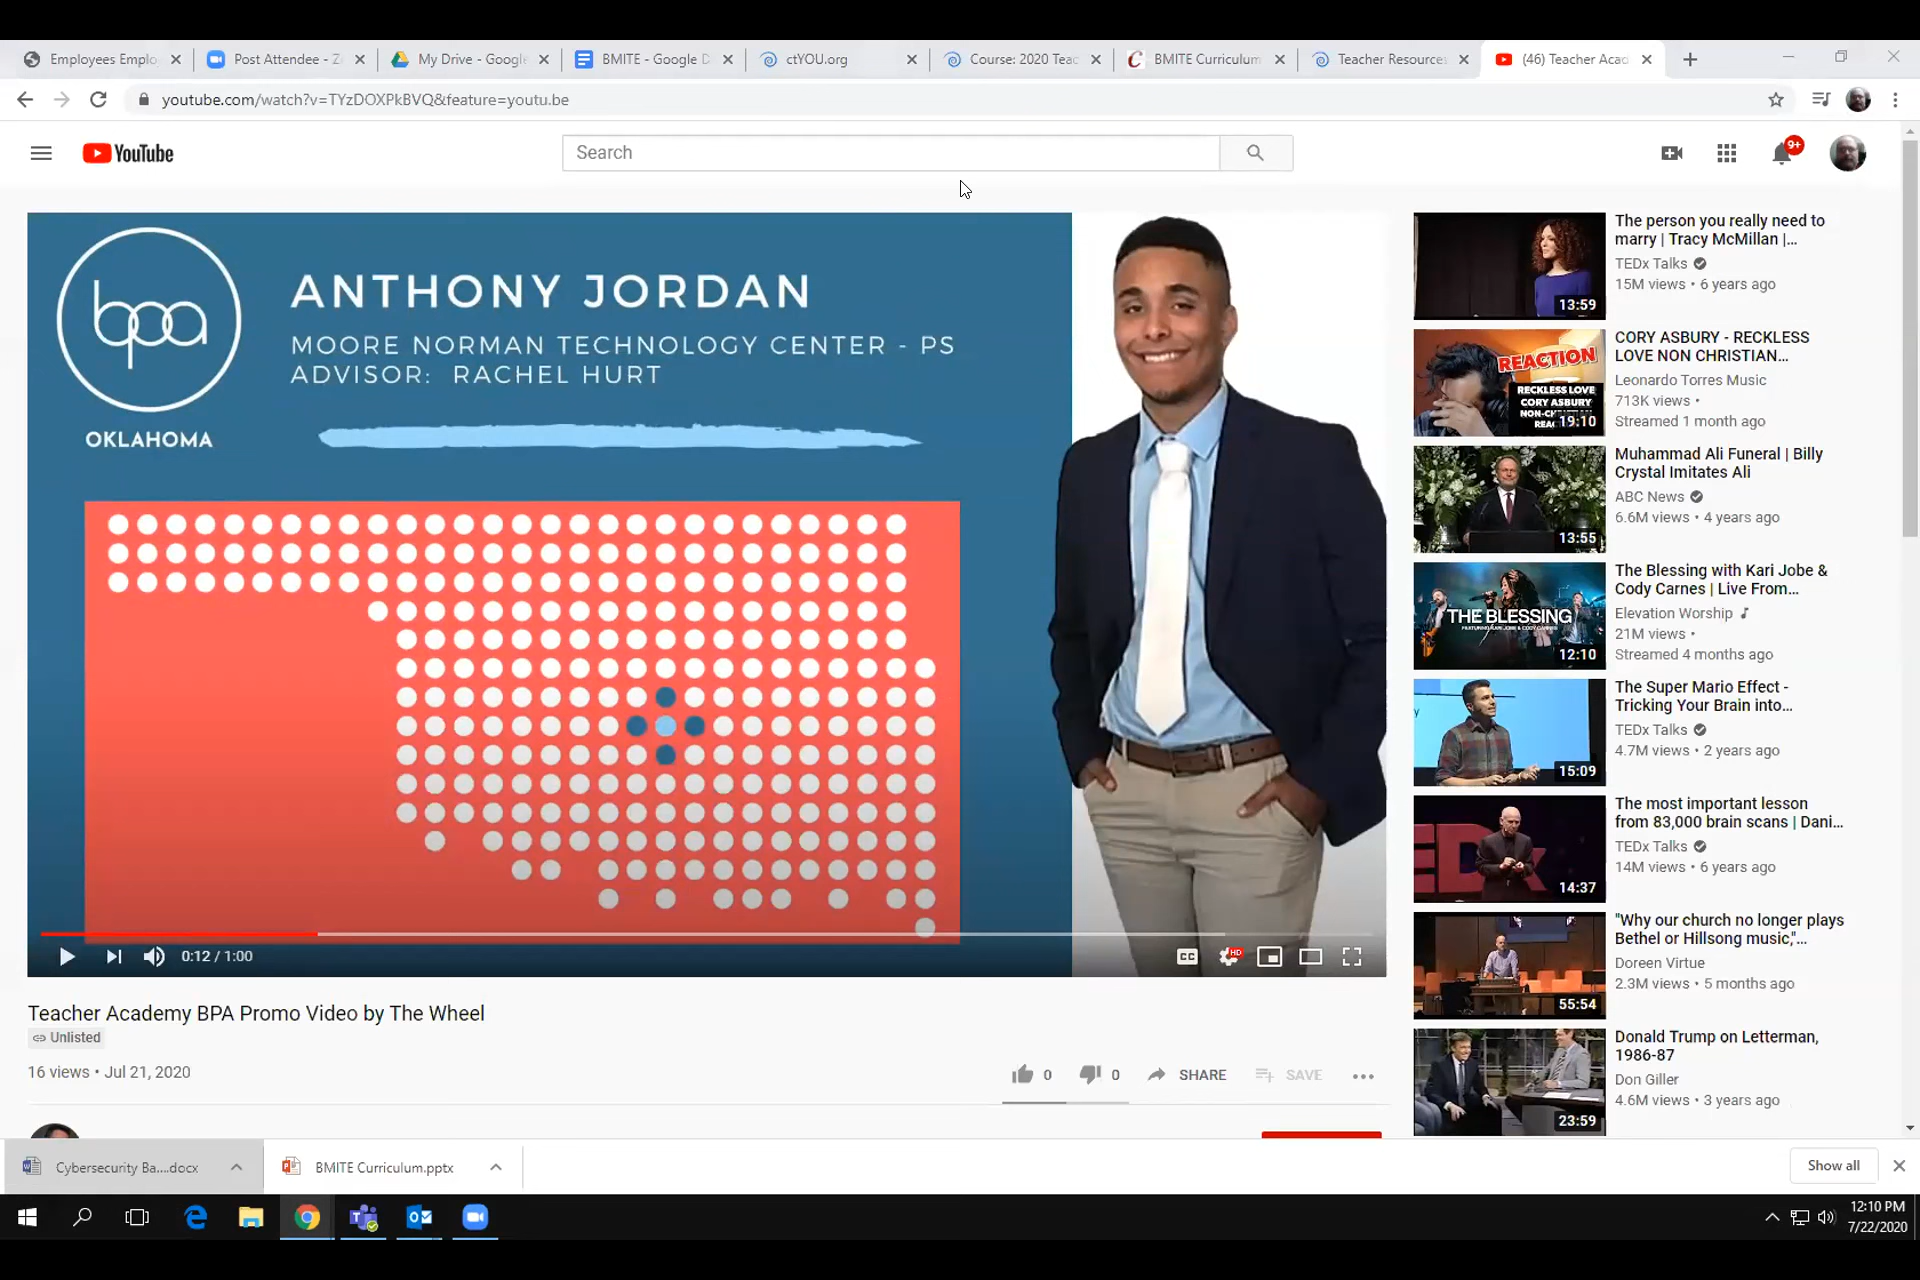 Employees Emplo
Post Attendee - Z
My Drive - Google
BMITE - Google D
ctYOU.org
Course: 2020 Teac
BMITE Curriculum
Teacher Resources
(46) Teacher Acad
youtube.com/watch?v=TYzDOXPkBVQ&feature=youtu.be
YouTube
Search
9+
bpa
OKLAHOMA
ANTHONY JORDAN
MOORE NORMAN TECHNOLOGY CENTER - PS
ADVISOR: RACHEL HURT
0:12 / 1:00
CC
HD
Teacher Academy BPA Promo Video by The Wheel
Unlisted
16 views • Jul 21, 2020
0
0
SHARE
SAVE
13:59
The person you really need to
marry | Tracy McMillan |...
TEDx Talks
15M views • 6 years ago
REACTION
RECKLESS LOVE
CORY ASBURY
19:10
CORY ASBURY - RECKLESS
LOVE NON CHRISTIAN...
Leonardo Torres Music
713K views •
Streamed 1 month ago
13:55
Muhammad Ali Funeral | Billy
Crystal Imitates Ali
ABC News
6.6M views • 4 years ago
THE BLESSING
12:10
The Blessing with Kari Jobe &
Cody Carnes | Live From...
Elevation Worship
21M views •
Streamed 4 months ago
15:09
The Super Mario Effect -
Tricking Your Brain into...
TEDx Talks
4.7M views • 2 years ago
14:37
The most important lesson
from 83,000 brain scans | Dani...
TEDx Talks
14M views • 6 years ago
55:54
"Why our church no longer plays
Bethel or Hillsong music,"...
Doreen Virtue
2.3M views • 5 months ago
23:59
Donald Trump on Letterman,
1986-87
Don Giller
4.6M views • 3 years ago
Cybersecurity Ba....docx
BMITE Curriculum.pptx
Show all
12:10 PM
7/22/2020